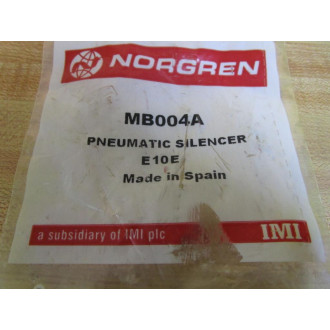 NORGREN
MB004A
PNEUMATIC SILENCER
E10E
Made in Spain
a subsidiary of IMI plc
IMI